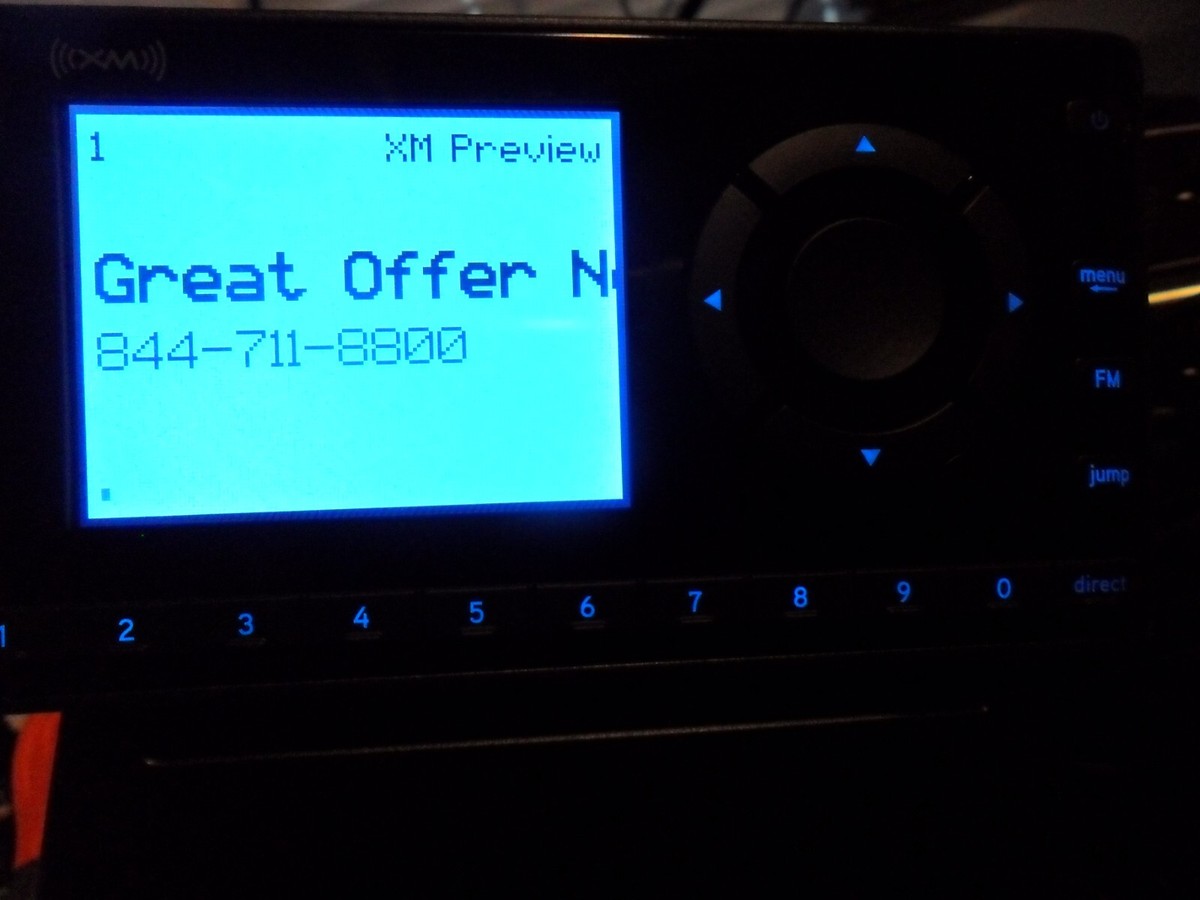 ((XM))
1 XM Preview
Great Offer
844-711-8800
menu
FM
jump
1 2 3 4 5 6 7 8 9 0 direct